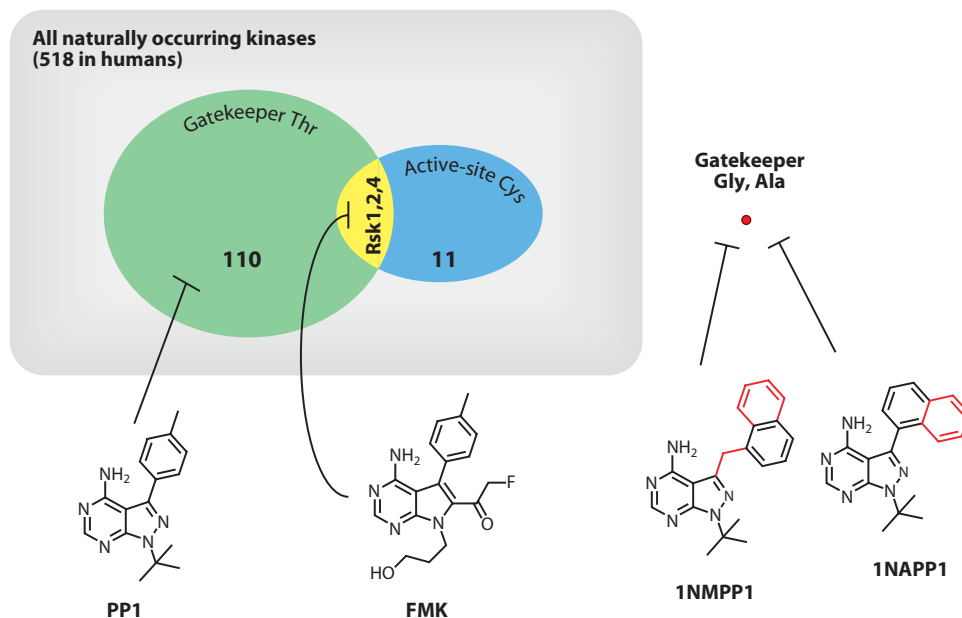 All naturally occurring kinases
(518 in humans)
Gatekeeper Thr
Active-site Cys
Rsk1,2,4
110
11
Gatekeeper
Gly, Ala
NH2
N
N
N
N
PP1
NH2
N
N
N
F
O
HO
FMK
NH2
N
N
N
N
1NMPP1
NH2
N
N
N
N
1NAPP1